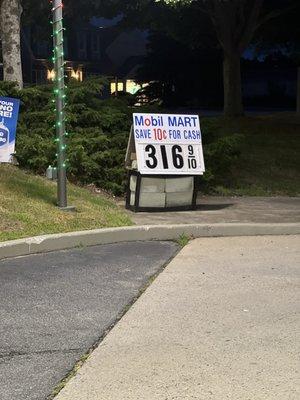 Mobil MART
SAVE 10¢ FOR CASH
316 9/10